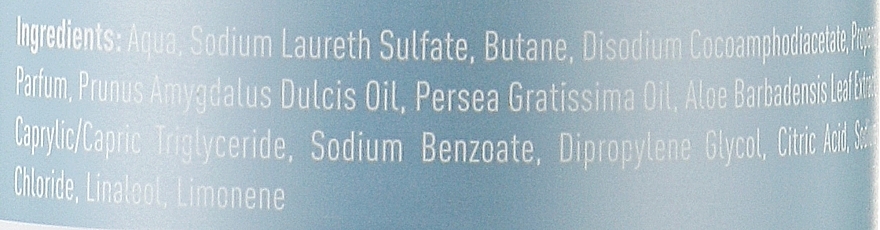 Ingredients: Aqua, Sodium Laureth Sulfate, Butane, Disodium Cocoamphodiacetate,
Parfum, Prunus Amygdalus Dulcis Oil, Persea Gratissima Oil, Aloe Barbadensis Leaf
Caprylic/Capric Triglyceride, Sodium Benzoate, Dipropylene Glycol, Citric Acid,
Chloride, Linalool, Limonene